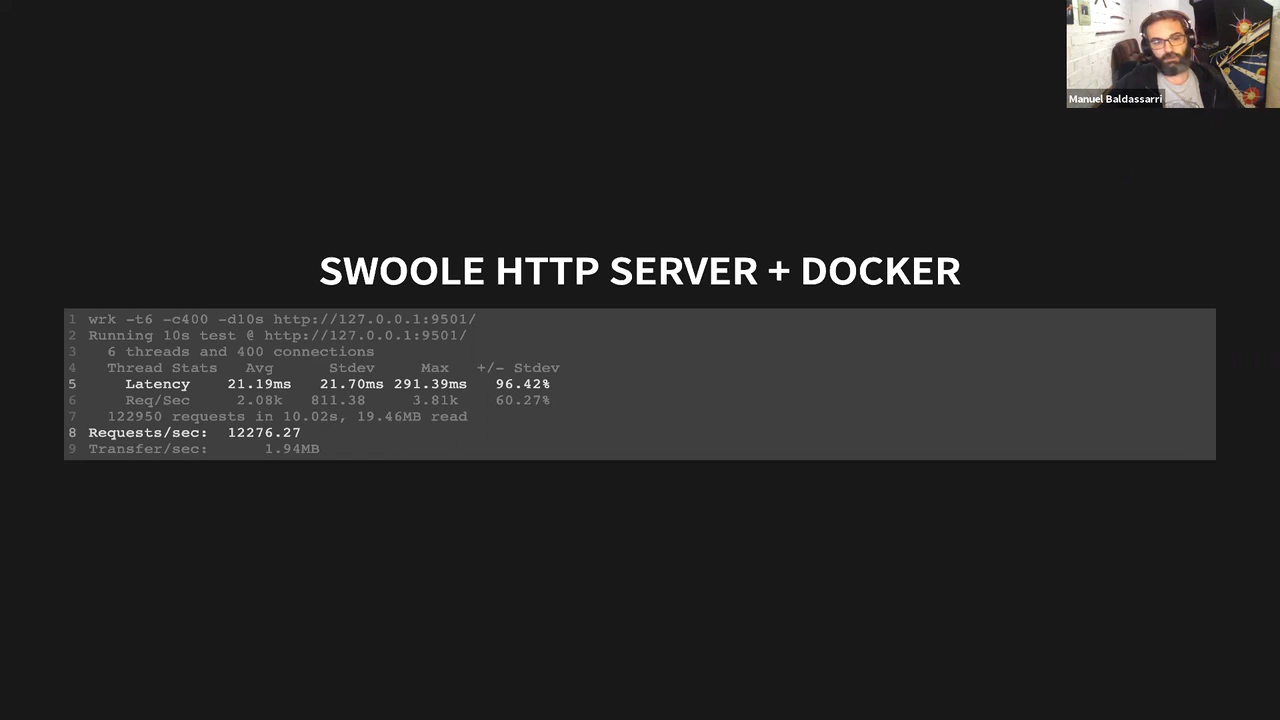 Manuel Baldassarri
SWOOLE HTTP SERVER + DOCKER
1 wrk -t6 -c400 -d10s http://127.0.0.1:9501/
2 Running 10s test @ http://127.0.0.1:9501/
3 6 threads and 400 connections
4 Thread Stats Avg Stdev Max +/- Stdev
5 Latency 21.19ms 21.70ms 291.39ms 96.42%
6 Req/Sec 2.08k 811.38 3.81k 60.27%
7 122950 requests in 10.02s, 19.46MB read
8 Requests/sec: 12276.27
9 Transfer/sec: 1.94MB